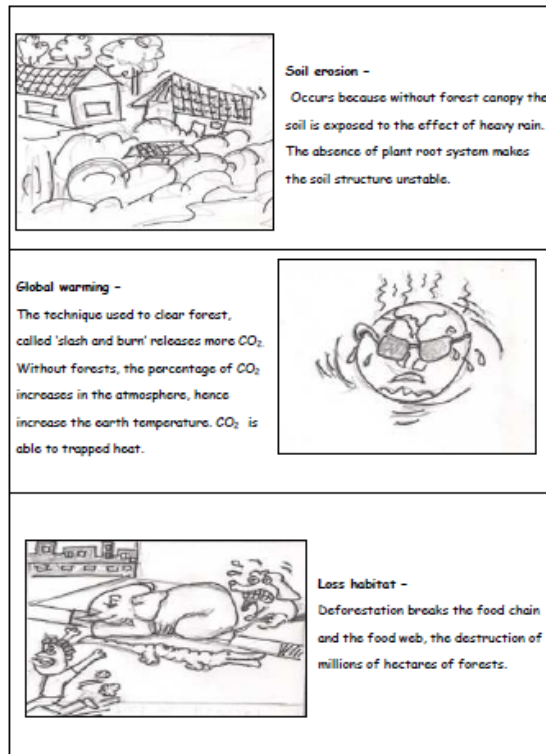 Soil erosion –
Occurs because without forest canopy the
soil is exposed to the effect of heavy rain.
The absence of plant root system makes
the soil structure unstable.
Global warming –
The technique used to clear forest,
called 'slash and burn' releases more CO₂.
Without forests, the percentage of CO₂
increases in the atmosphere, hence
increase the earth temperature. CO₂ is
able to trapped heat.
Loss habitat –
Deforestation breaks the food chain
and the food web, the destruction of
millions of hectares of forests.